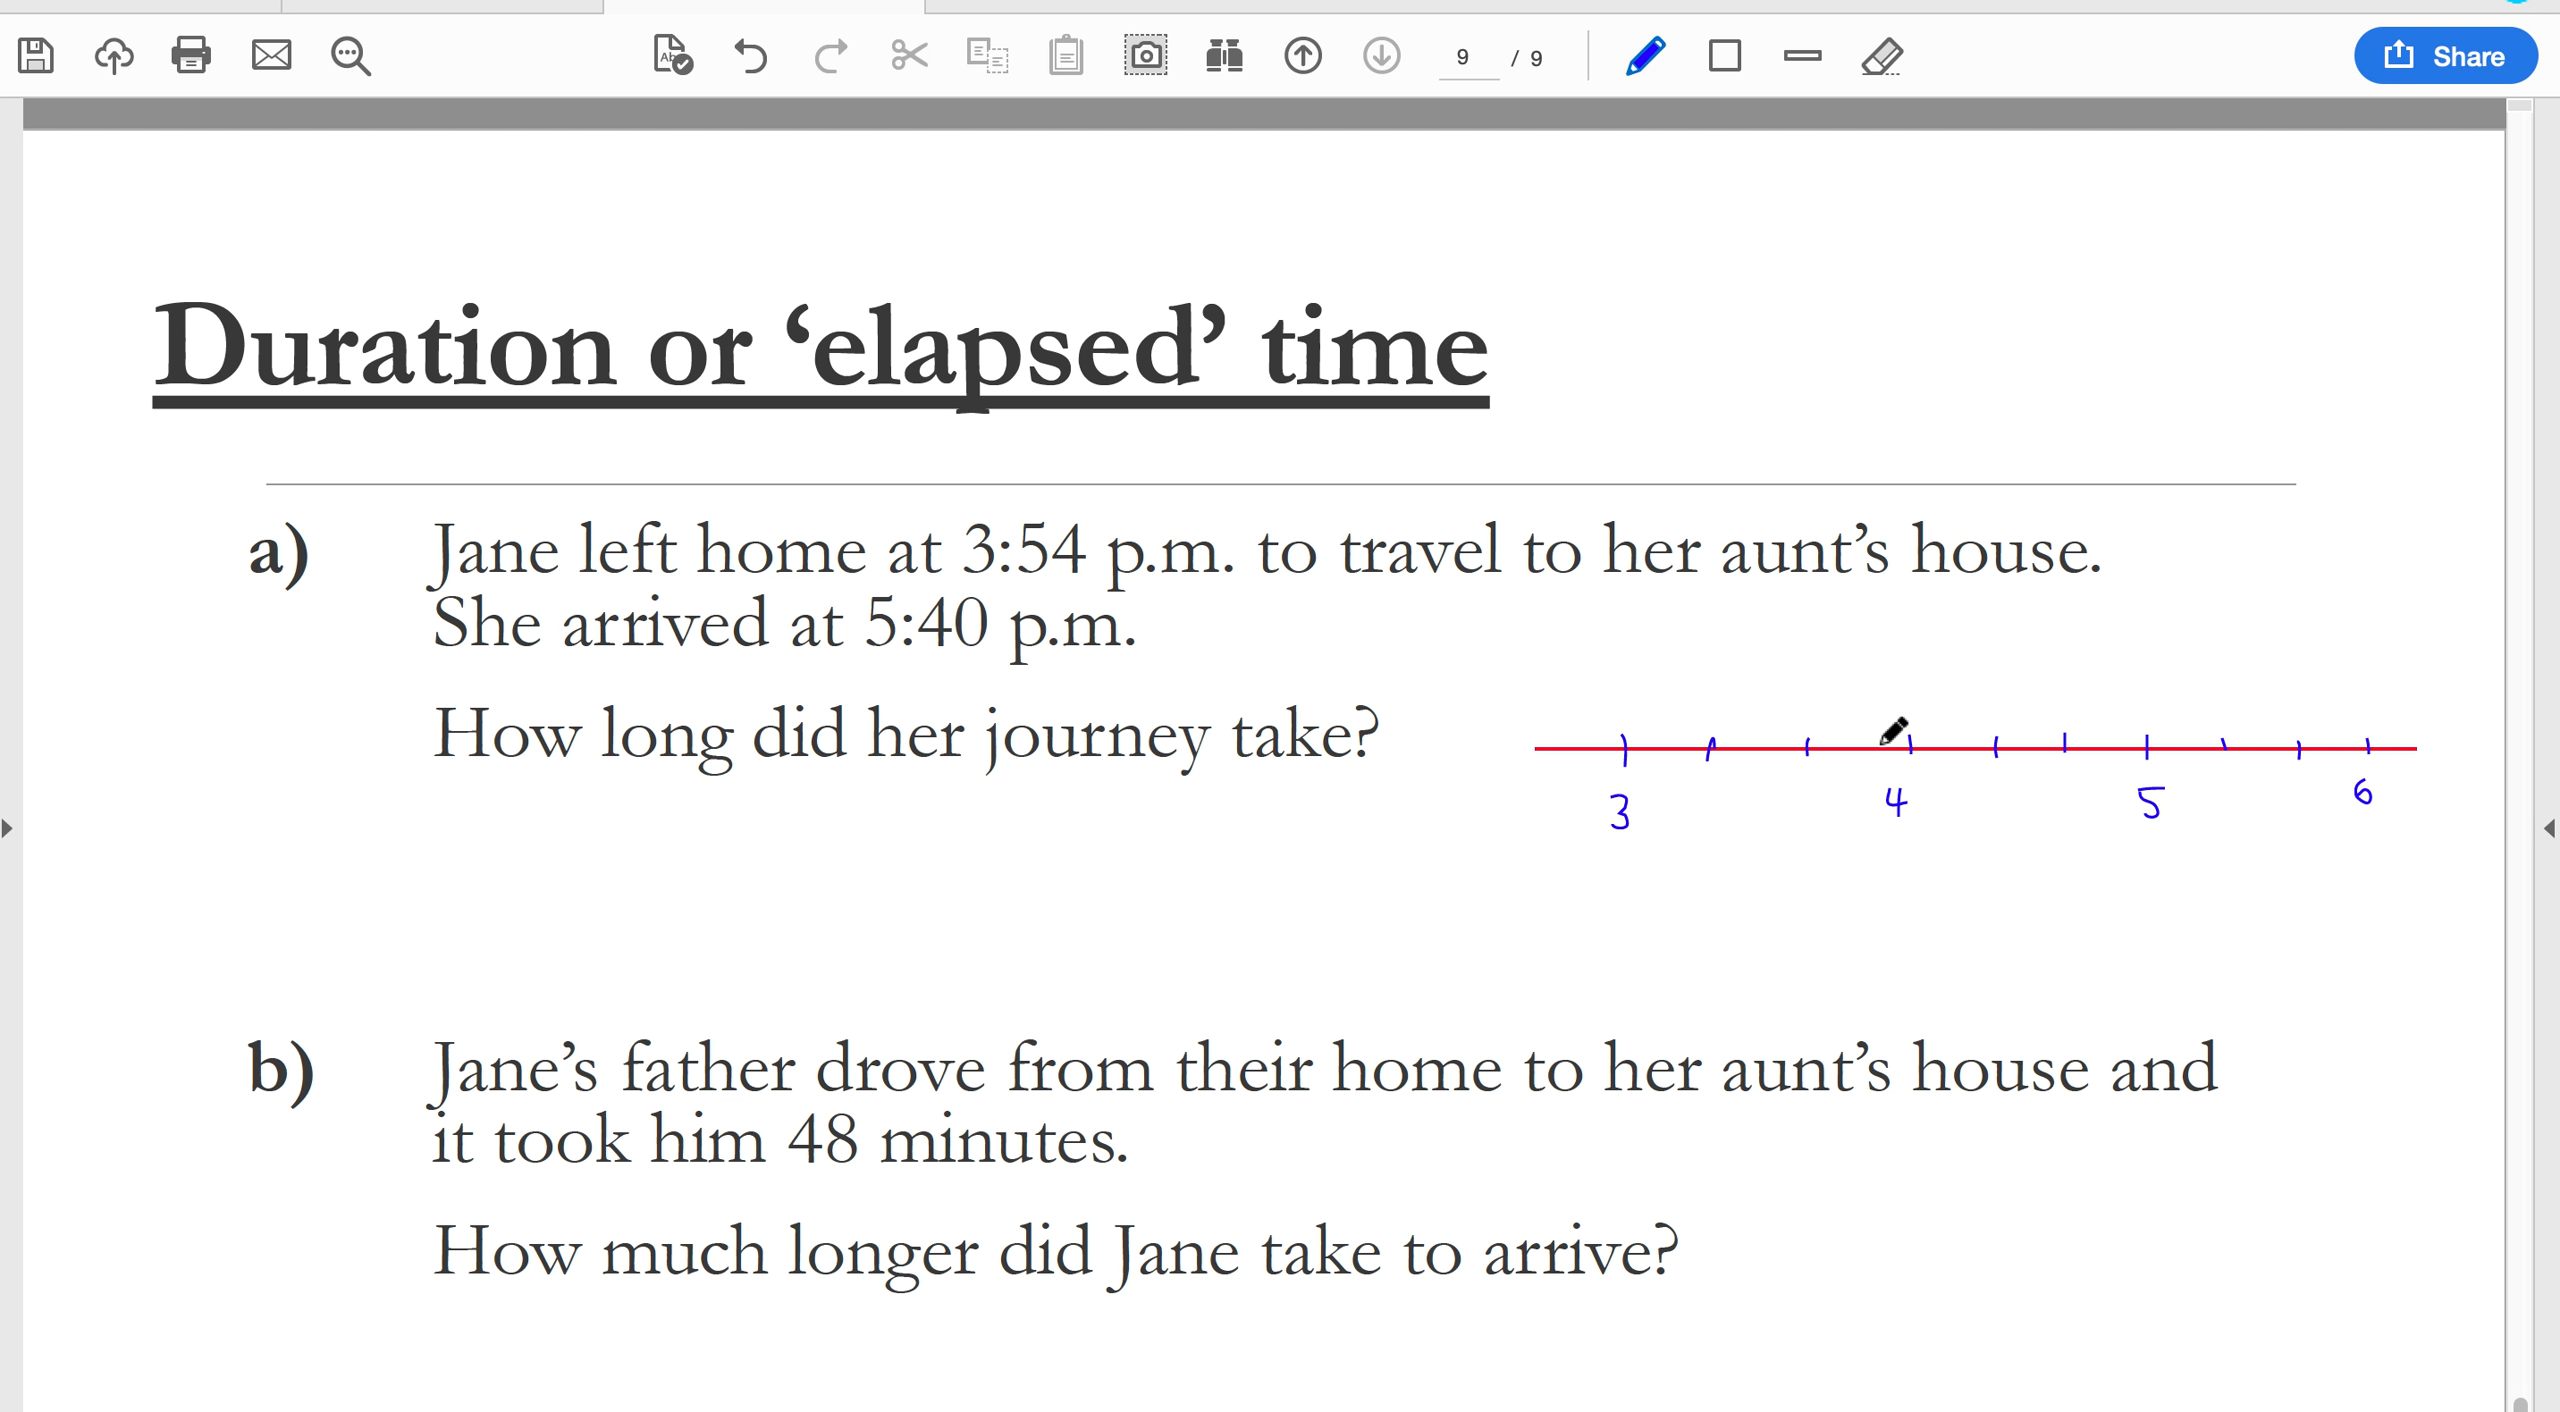 9 / 9
Share
Duration or ‘elapsed’ time
a) Jane left home at 3:54 p.m. to travel to her aunt’s house.
She arrived at 5:40 p.m.
How long did her journey take?
3 4 5 6
b) Jane’s father drove from their home to her aunt’s house and
it took him 48 minutes.
How much longer did Jane take to arrive?